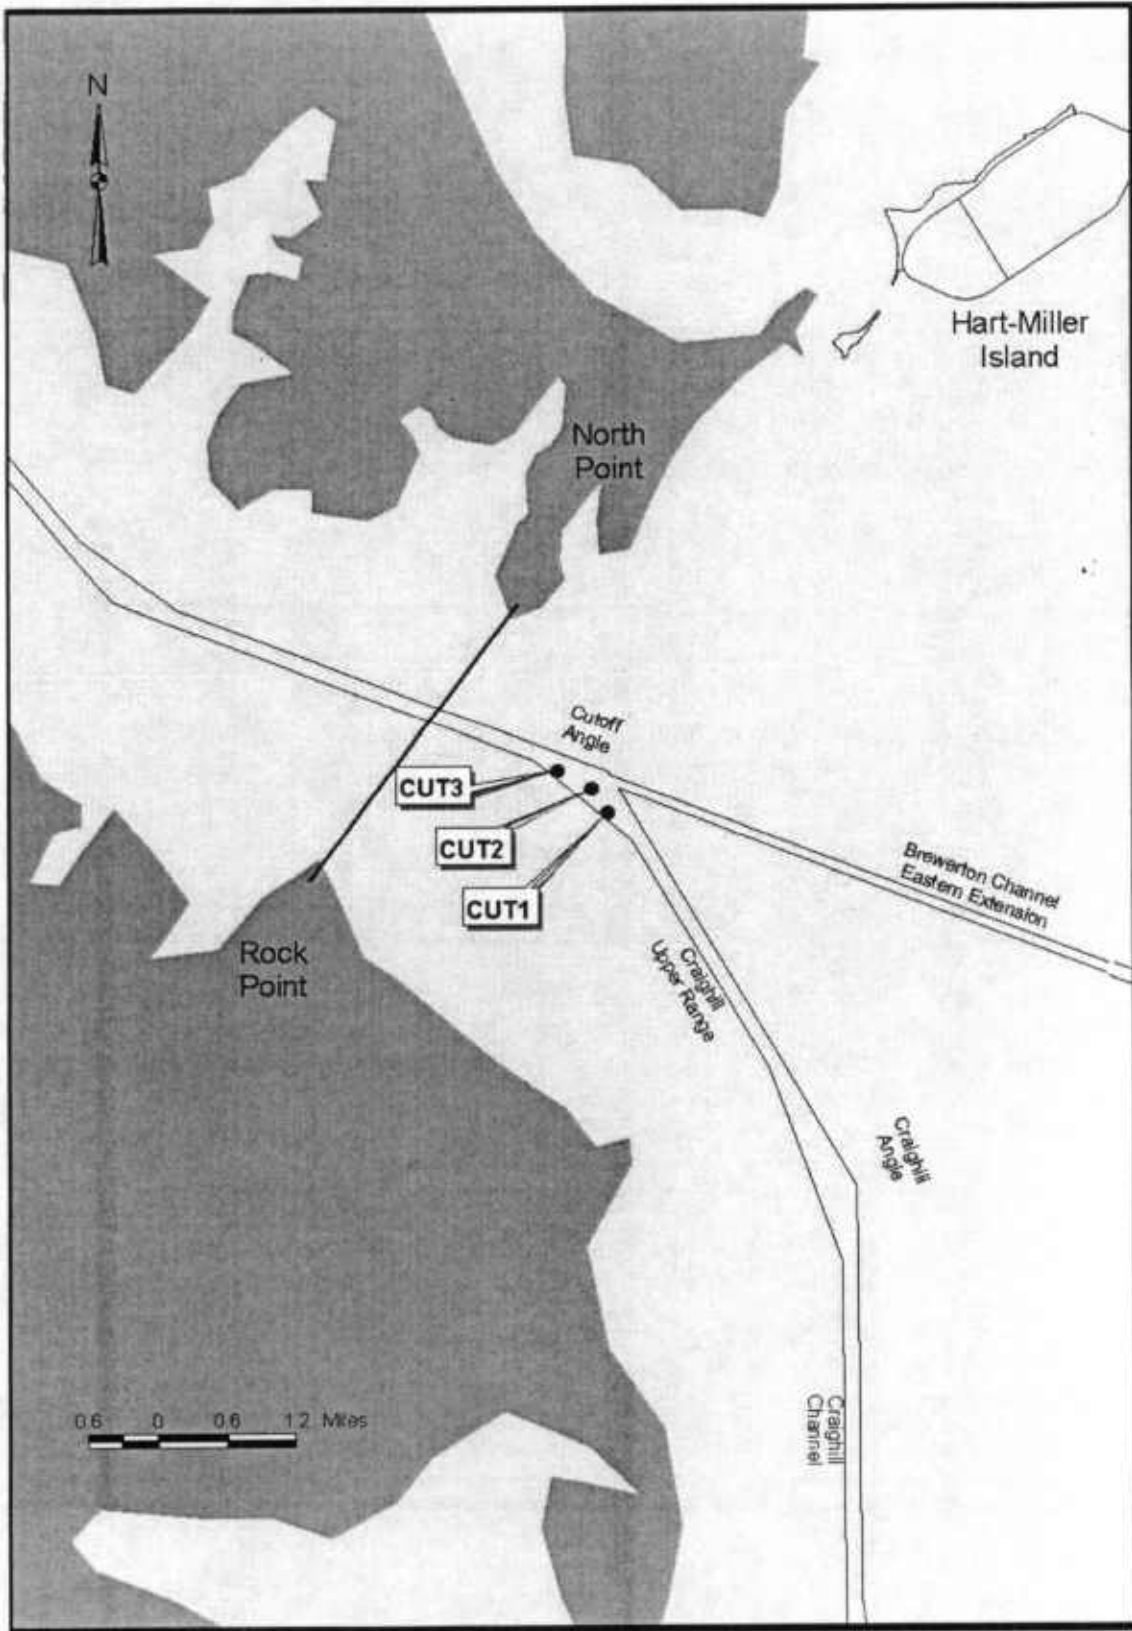 N
Hart-Miller
Island
North
Point
Cutoff
Angle
CUT3
CUT2
CUT1
Brewerton Channel
Eastern Extension
Rock
Point
Craighill
Upper Range
Craighill
Angle
Craighill
Channel
0.6 0 0.6 1.2 Miles